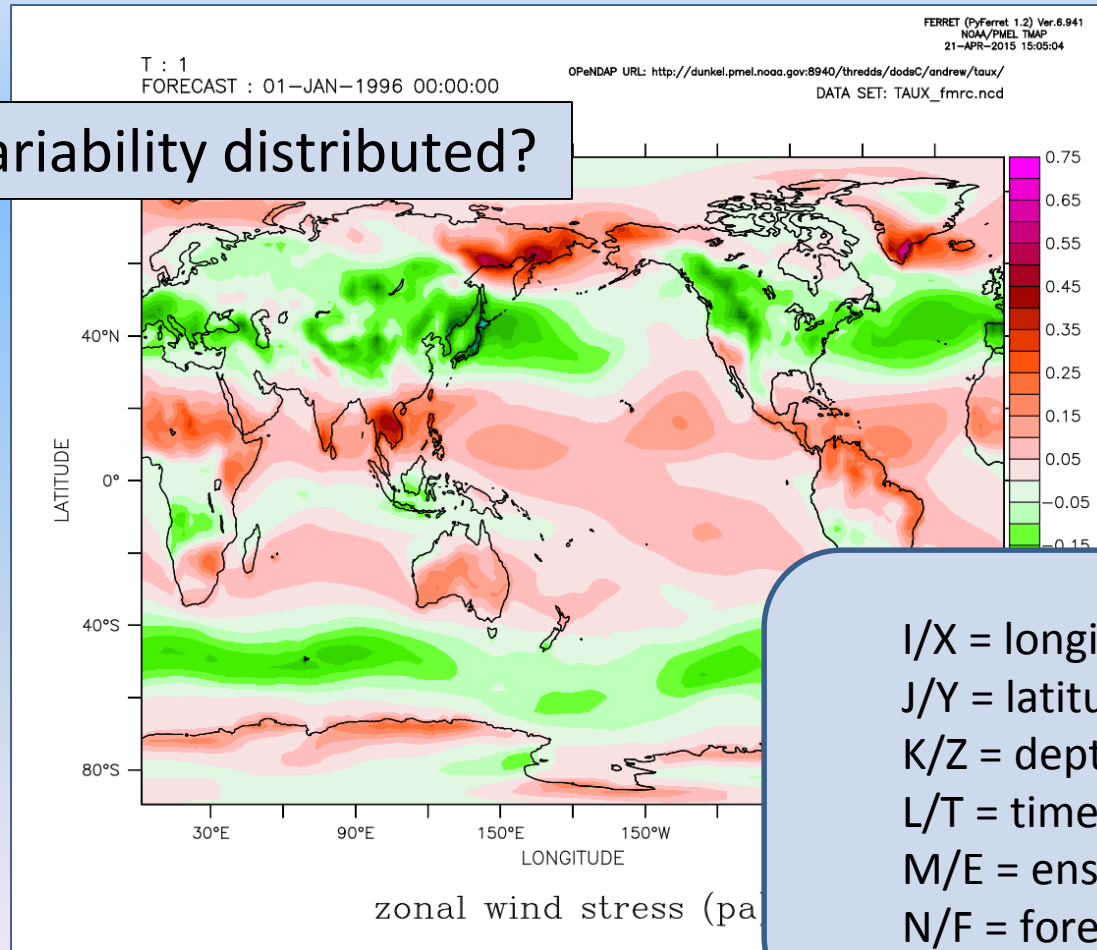 FERRET (PyFerret 1.2) Ver.6.941
NOAA/PMEL TMAP
21-APR-2015 15:05:04
T : 1
FORECAST : 01-JAN-1996 00:00:00
OPeNDAP URL: http://dunkel.pmel.noaa.gov:8940/thredds/dodsC/andrew/taux/
DATA SET: TAUX_fmrc.ncd
ariability distributed?
0.75
0.65
0.55
0.45
0.35
0.25
0.15
0.05
-0.05
-0.15
40°N
0°
40°S
80°S
LATITUDE
30°E 90°E 150°E 150°W
LONGITUDE
zonal wind stress (pa)
I/X = longi
J/Y = latitu
K/Z = dept
L/T = time
M/E = ens
N/F = fore